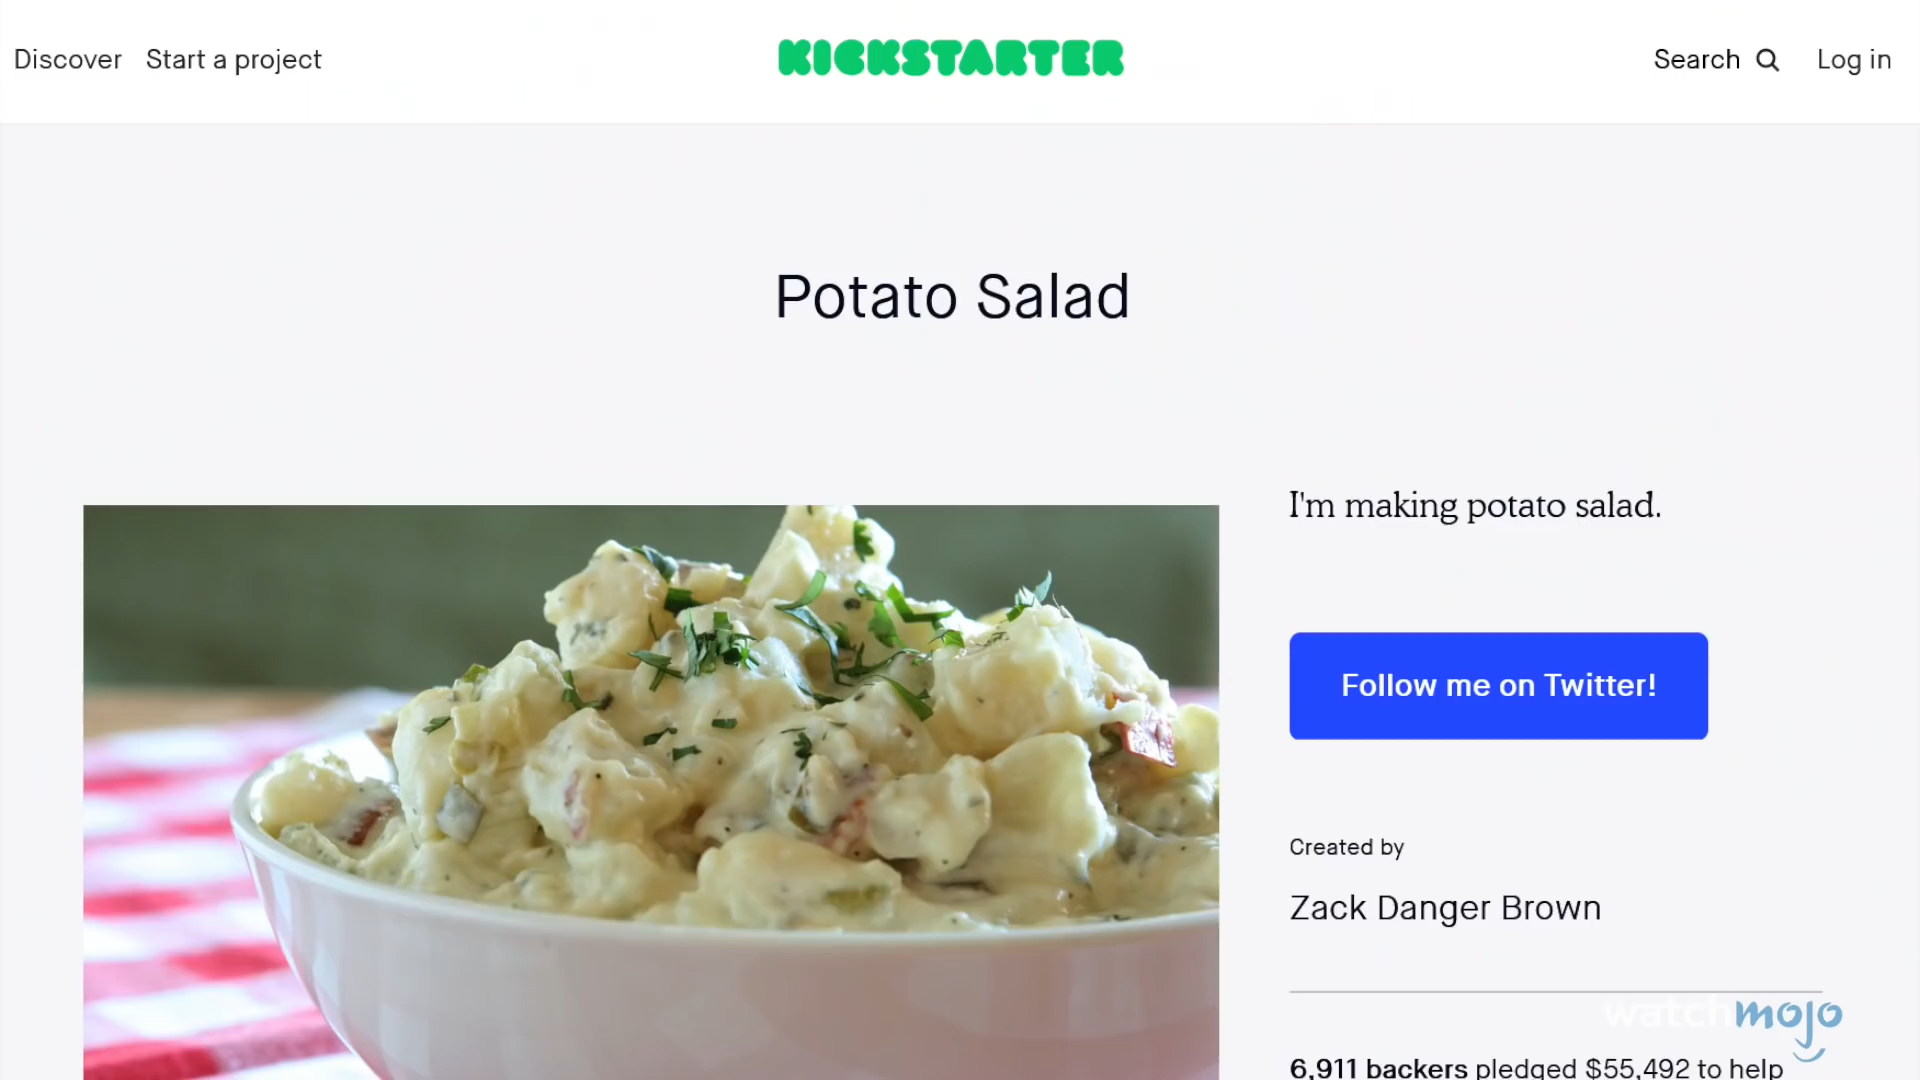 Discover Start a project KICKSTARTER Search Log in
Potato Salad
I'm making potato salad.
Follow me on Twitter!
Created by
Zack Danger Brown
watchmojo
6,911 backers pledged $55,492 to help